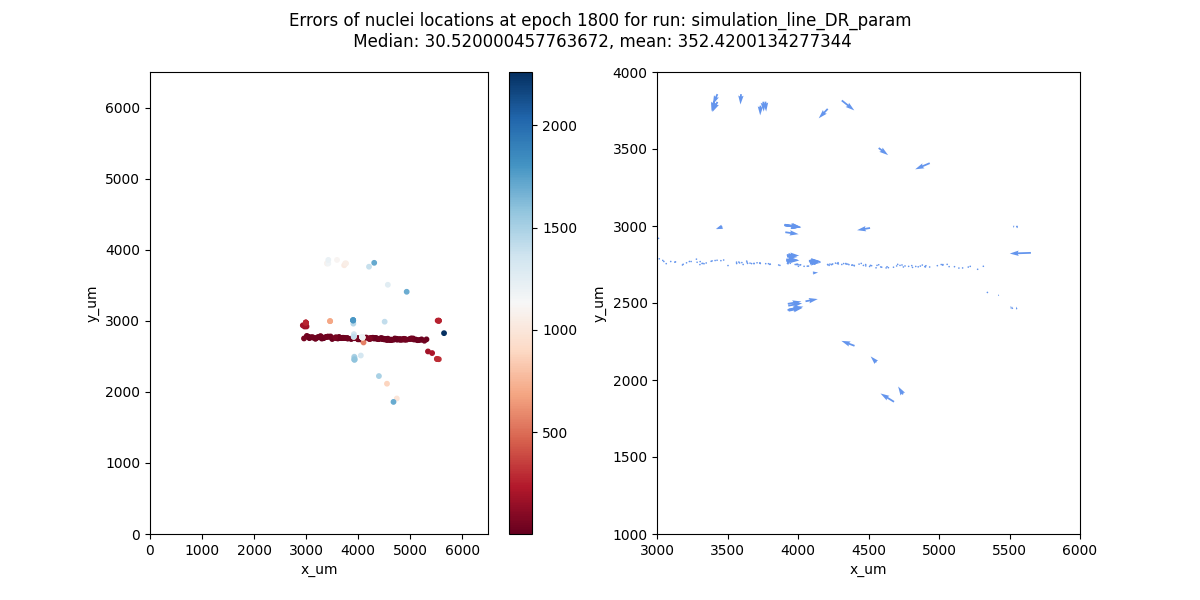 Errors of nuclei locations at epoch 1800 for run: simulation_line_DR_param
Median: 30.520000457763672, mean: 352.4200134277344
6000
5000
4000
3000
2000
1000
0
y_um
0 1000 2000 3000 4000 5000 6000
x_um
2000
1500
1000
500
4000
3500
3000
2500
2000
1500
1000
y_um
3000 3500 4000 4500 5000 5500 6000
x_um